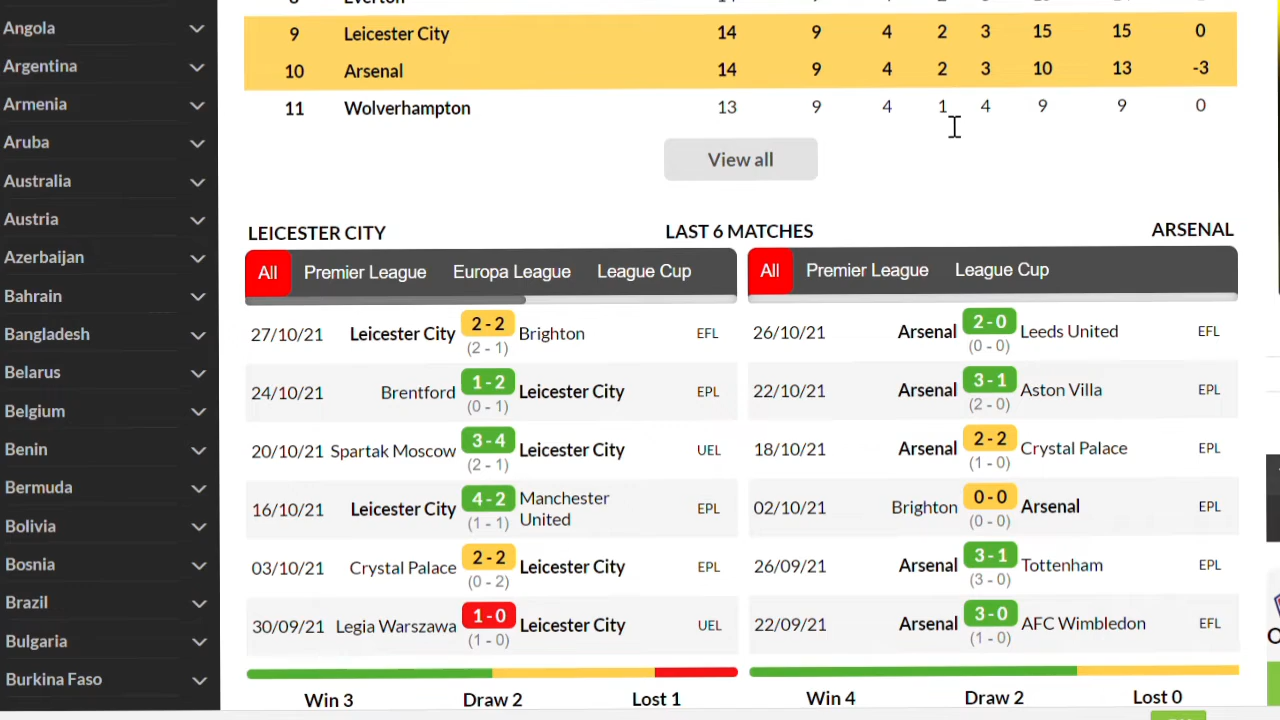 Angola
Argentina
Armenia
Aruba
Australia
Austria
Azerbaijan
Bahrain
Bangladesh
Belarus
Belgium
Benin
Bermuda
Bolivia
Bosnia
Brazil
Bulgaria
Burkina Faso
Everton
9 Leicester City 14 9 4 2 3 15 15 0
10 Arsenal 14 9 4 2 3 10 13 -3
11 Wolverhampton 13 9 4 1 4 9 9 0
View all
LEICESTER CITY LAST 6 MATCHES ARSENAL
All Premier League Europa League League Cup
27/10/21 Leicester City 2 - 2 Brighton EFL
(2 - 1)
24/10/21 Brentford 1 - 2 Leicester City EPL
(0 - 1)
20/10/21 Spartak Moscow 3 - 4 Leicester City UEL
(2 - 1)
16/10/21 Leicester City 4 - 2 Manchester United EPL
(1 - 1)
03/10/21 Crystal Palace 2 - 2 Leicester City EPL
(0 - 2)
30/09/21 Legia Warszawa 1 - 0 Leicester City UEL
(1 - 0)
Win 3 Draw 2 Lost 1
All Premier League League Cup
26/10/21 Arsenal 2 - 0 Leeds United EFL
(0 - 0)
22/10/21 Arsenal 3 - 1 Aston Villa EPL
(2 - 0)
18/10/21 Arsenal 2 - 2 Crystal Palace EPL
(1 - 0)
02/10/21 Brighton 0 - 0 Arsenal EPL
(0 - 0)
26/09/21 Arsenal 3 - 1 Tottenham EPL
(3 - 0)
22/09/21 Arsenal 3 - 0 AFC Wimbledon EFL
(1 - 0)
Win 4 Draw 2 Lost 0